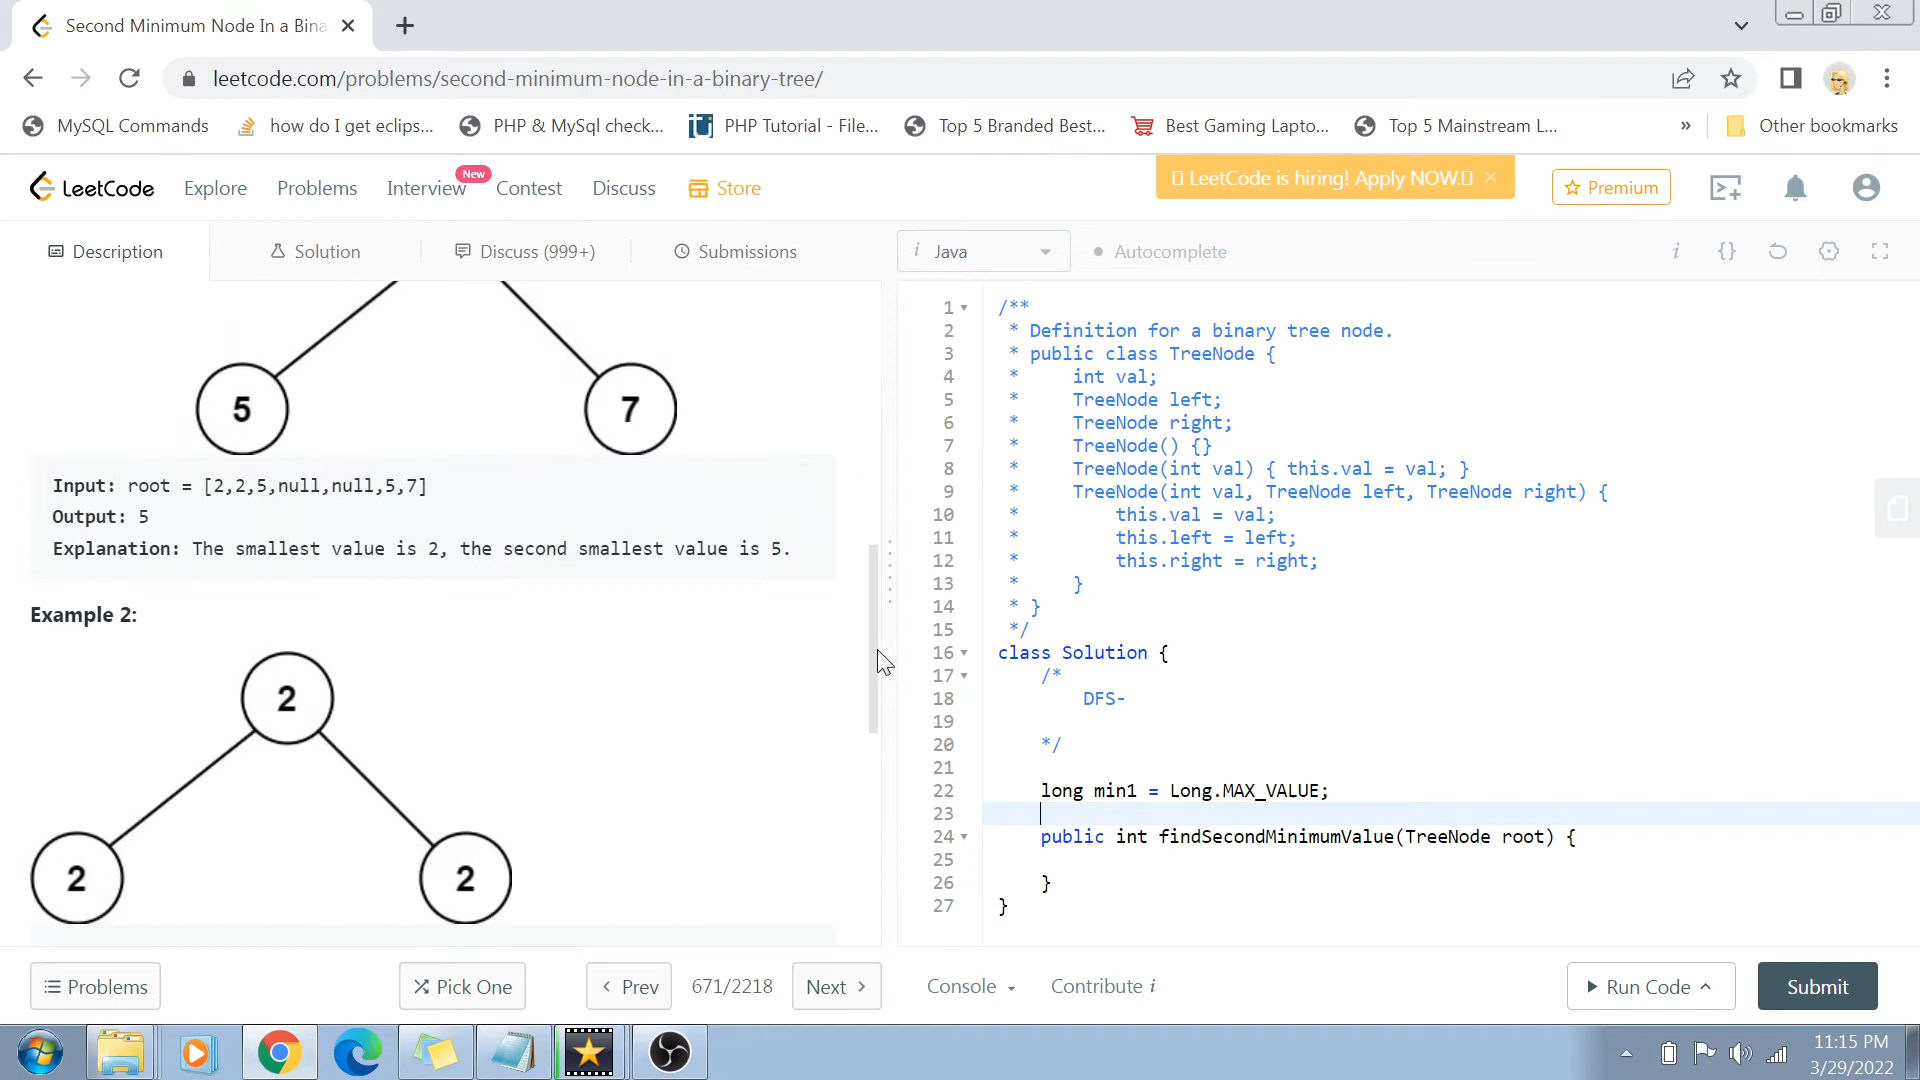 Second Minimum Node In a Bina
leetcode.com/problems/second-minimum-node-in-a-binary-tree/
MySQL Commands
how do I get eclips...
PHP & MySql check...
PHP Tutorial - File...
Top 5 Branded Best...
Best Gaming Lapto...
Top 5 Mainstream L...
»
Other bookmarks
LeetCode
Explore
Problems
Interview
New
Contest
Discuss
Store
LeetCode is hiring! Apply NOW.
Premium
Description
Solution
Discuss (999+)
Submissions
i Java
Autocomplete
i
{}
5
7
Input: root = [2,2,5,null,null,5,7]
Output: 5
Explanation: The smallest value is 2, the second smallest value is 5.
Example 2:
2
2
2
1 /**
2 * Definition for a binary tree node.
3 * public class TreeNode {
4 * int val;
5 * TreeNode left;
6 * TreeNode right;
7 * TreeNode() {}
8 * TreeNode(int val) { this.val = val; }
9 * TreeNode(int val, TreeNode left, TreeNode right) {
10 * this.val = val;
11 * this.left = left;
12 * this.right = right;
13 * }
14 * }
15 */
16 class Solution {
17 /*
18 DFS-
19
20 */
21
22 long min1 = Long.MAX_VALUE;
23
24 public int findSecondMinimumValue(TreeNode root) {
25
26 }
27 }
Problems
Pick One
Prev
671/2218
Next
Console
Contribute i
Run Code
Submit
11:15 PM
3/29/2022